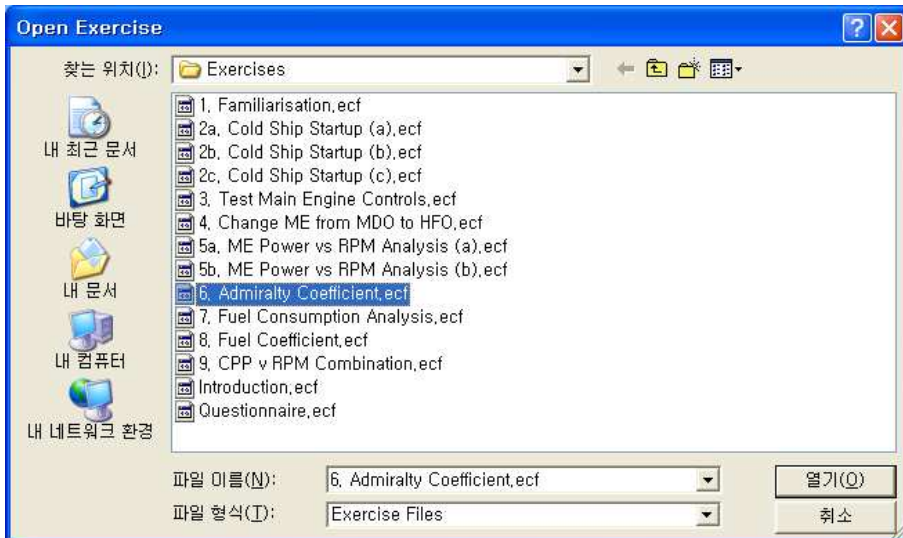 Open Exercise
찾는 위치(I): Exercises
1, Familiarisation,ecf
2a, Cold Ship Startup (a),ecf
2b, Cold Ship Startup (b),ecf
2c, Cold Ship Startup (c),ecf
3, Test Main Engine Controls,ecf
4, Change ME from MDO to HFO,ecf
5a, ME Power vs RPM Analysis (a),ecf
5b, ME Power vs RPM Analysis (b),ecf
6, Admiralty Coefficient,ecf
7, Fuel Consumption Analysis,ecf
8, Fuel Coefficient,ecf
9, CPP v RPM Combination,ecf
Introduction,ecf
Questionnaire,ecf
내 최근 문서
바탕 화면
내 문서
내 컴퓨터
내 네트워크 환경
파일 이름(N): 6, Admiralty Coefficient,ecf 열기(O)
파일 형식(T): Exercise Files 취소